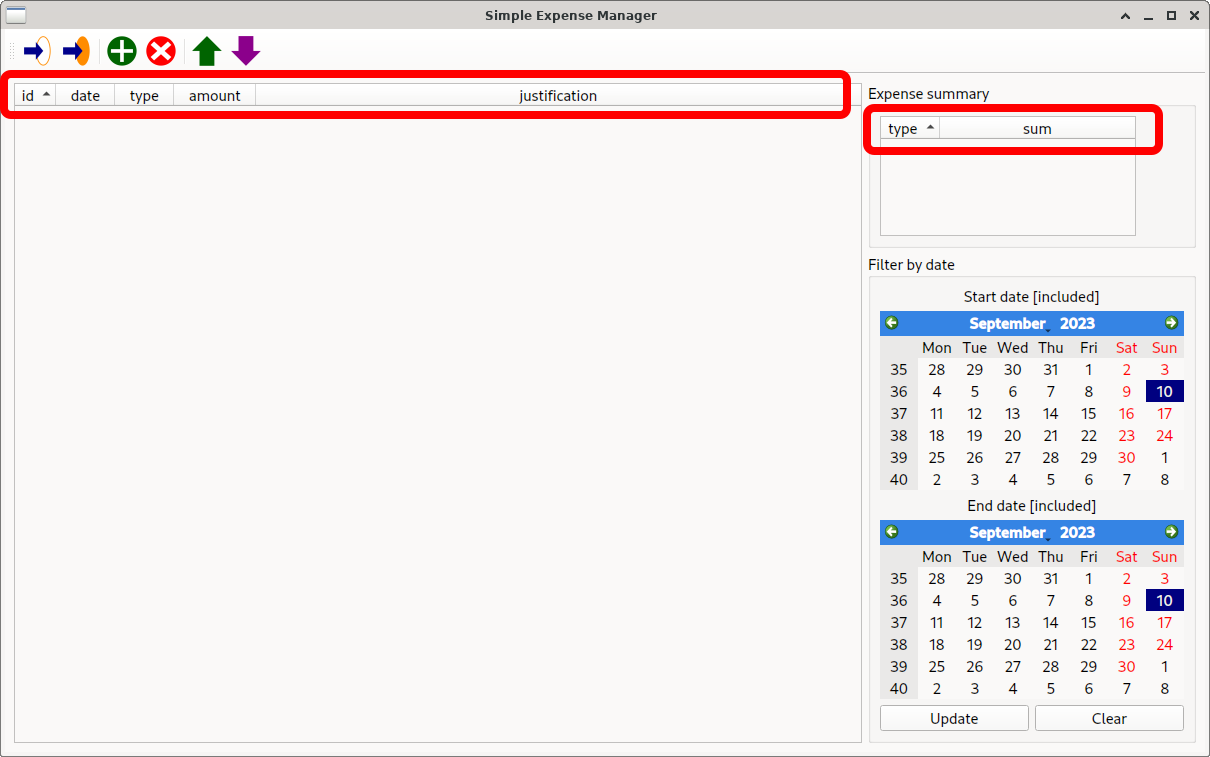 Simple Expense Manager
id date type amount justification
Expense summary
type sum
Filter by date
Start date [included]
September 2023
Mon Tue Wed Thu Fri Sat Sun
35 28 29 30 31 1 2 3
36 4 5 6 7 8 9 10
37 11 12 13 14 15 16 17
38 18 19 20 21 22 23 24
39 25 26 27 28 29 30 1
40 2 3 4 5 6 7 8
End date [included]
September 2023
Mon Tue Wed Thu Fri Sat Sun
35 28 29 30 31 1 2 3
36 4 5 6 7 8 9 10
37 11 12 13 14 15 16 17
38 18 19 20 21 22 23 24
39 25 26 27 28 29 30 1
40 2 3 4 5 6 7 8
Update Clear